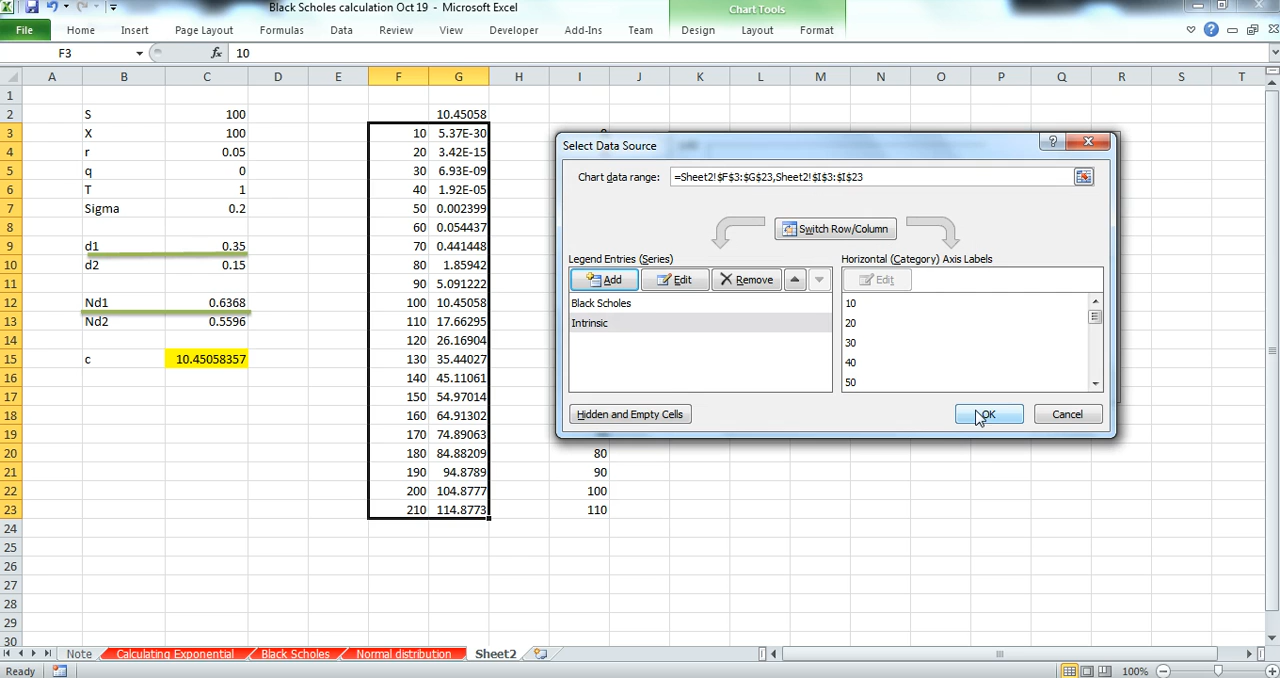 Black Scholes calculation Oct 19 - Microsoft Excel
Chart Tools
File Home Insert Page Layout Formulas Data Review View Developer Add-Ins Team Design Layout Format
F3 fx 10
A B C D E F G H I J K L M N O P Q R S T
1
2 S 100 10.45058
3 X 100 10 5.37E-30
4 r 0.05 20 3.42E-15
5 q 0 30 6.93E-09
6 T 1 40 1.92E-05
7 Sigma 0.2 50 0.002399
8 60 0.054437
9 d1 0.35 70 0.441448
10 d2 0.15 80 1.85942
11 90 5.091222
12 Nd1 0.6368 100 10.45058
13 Nd2 0.5596 110 17.66295
14 120 26.16904
15 c 10.45058357 130 35.44027
16 140 45.11061
17 150 54.97014
18 160 64.91302
19 170 74.89063
20 180 84.88209 80
21 190 94.8789 90
22 200 104.8777 100
23 210 114.8773 110
24
25
26
27
28
29
30
Select Data Source
Chart data range: =Sheet2!$F$3:$G$23,Sheet2!$I$3:$I$23
Switch Row/Column
Legend Entries (Series) Horizontal (Category) Axis Labels
Add Edit Remove Edit
Black Scholes 10
Intrinsic 20
30
40
50
Hidden and Empty Cells OK Cancel
Note Calculating Exponential Black Scholes Normal distribution Sheet2
Ready 100%